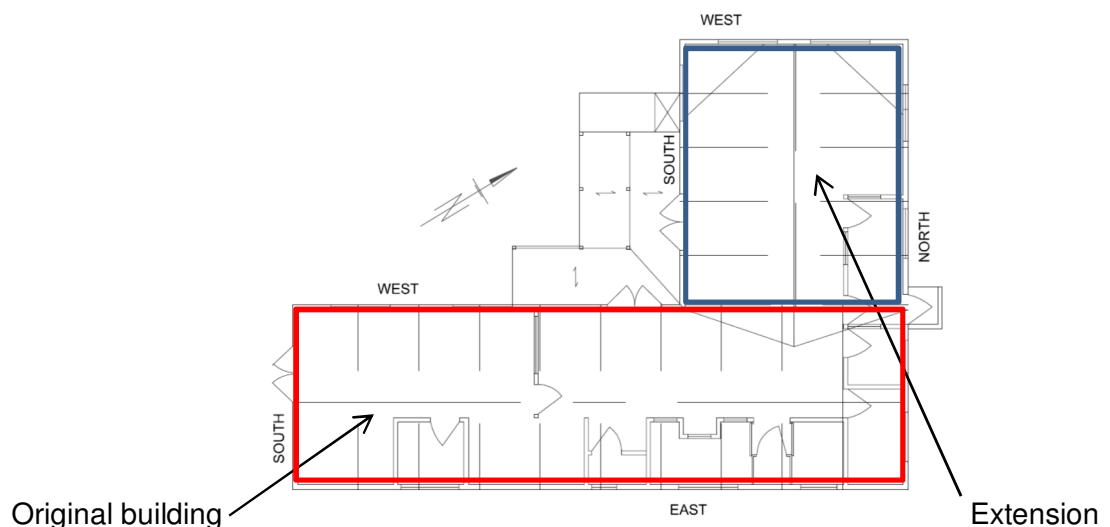 WEST
SOUTH
N
NORTH
WEST
SOUTH
Original building
EAST
Extension